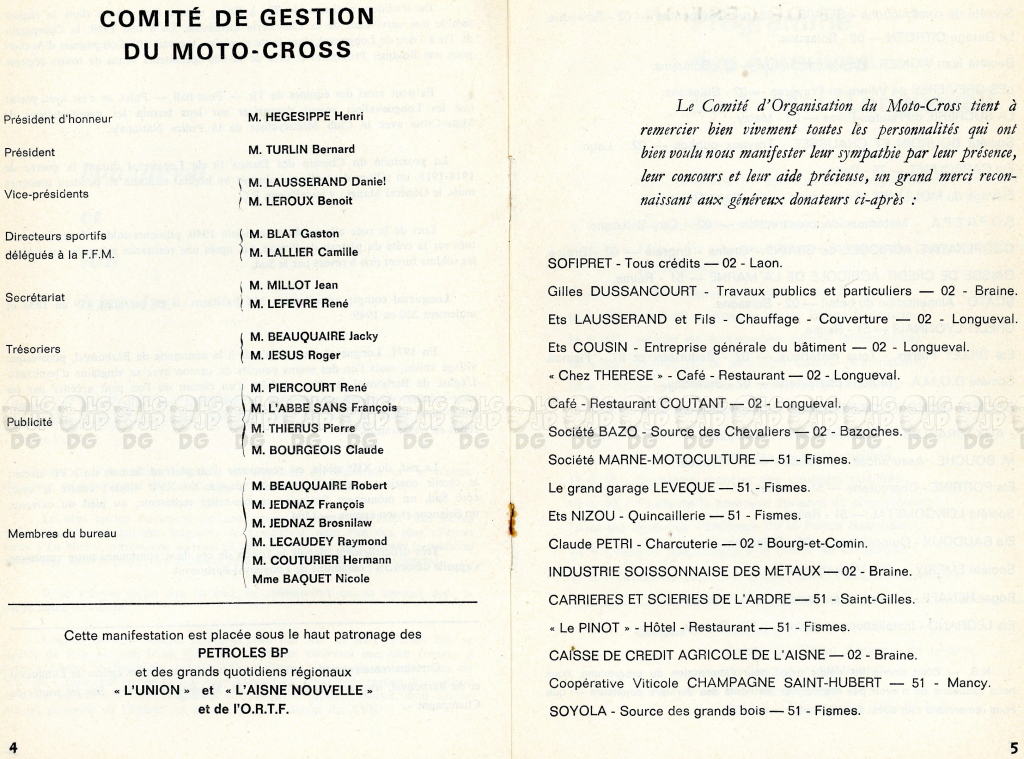 COMITÉ DE GESTION
DU MOTO-CROSS
Président d'honneur M. HEGESIPPE Henri
Président M. TURLIN Bernard
Vice-présidents M. LAUSSERAND Daniel
M. LEROUX Benoit
Directeurs sportifs M. BLAT Gaston
délégués à la F.F.M. M. LALLIER Camille
Secrétariat M. MILLOT Jean
M. LEFEVRE René
Trésoriers M. BEAUQUAIRE Jacky
M. JESUS Roger
Publicité M. PIERCOURT René
M. L'ABBE SANS François
M. THIERUS Pierre
M. BOURGEOIS Claude
Membres du bureau M. BEAUQUAIRE Robert
M. JEDNAZ François
M. JEDNAZ Brosnilaw
M. LECAUDEY Raymond
M. COUTURIER Hermann
Mme BAQUET Nicole
Cette manifestation est placée sous le haut patronage des
PETROLES BP
et des grands quotidiens régionaux
« L'UNION » et « L'AISNE NOUVELLE »
et de l'O.R.T.F.
4
Le Comité d'Organisation du Moto-Cross tient à
remercier bien vivement toutes les personnalités qui ont
bien voulu nous manifester leur sympathie par leur présence,
leur concours et leur aide précieuse, un grand merci recon-
naissant aux généreux donateurs ci-après :
SOFIPRET - Tous crédits — 02 - Laon.
Gilles DUSSANCOURT - Travaux publics et particuliers — 02 - Braine.
Ets LAUSSERAND et Fils - Chauffage - Couverture — 02 - Longueval.
Ets COUSIN - Entreprise générale du bâtiment — 02 - Longueval.
« Chez THERESE » - Café - Restaurant — 02 - Longueval.
Café - Restaurant COUTANT — 02 - Longueval.
Société BAZO - Source des Chevaliers — 02 - Bazoches.
Société MARNE-MOTOCULTURE — 51 - Fismes.
Le grand garage LEVEQUE — 51 - Fismes.
Ets NIZOU - Quincaillerie — 51 - Fismes.
Claude PETRI - Charcuterie — 02 - Bourg-et-Comin.
INDUSTRIE SOISSONNAISE DES METAUX — 02 - Braine.
CARRIERES ET SCIERIES DE L'ARDRE — 51 - Saint-Gilles.
« Le PINOT » - Hôtel - Restaurant — 51 - Fismes.
CAISSE DE CREDIT AGRICOLE DE L'AISNE — 02 - Braine.
Coopérative Viticole CHAMPAGNE SAINT-HUBERT — 51 - Mancy.
SOYOLA - Source des grands bois — 51 - Fismes.
5